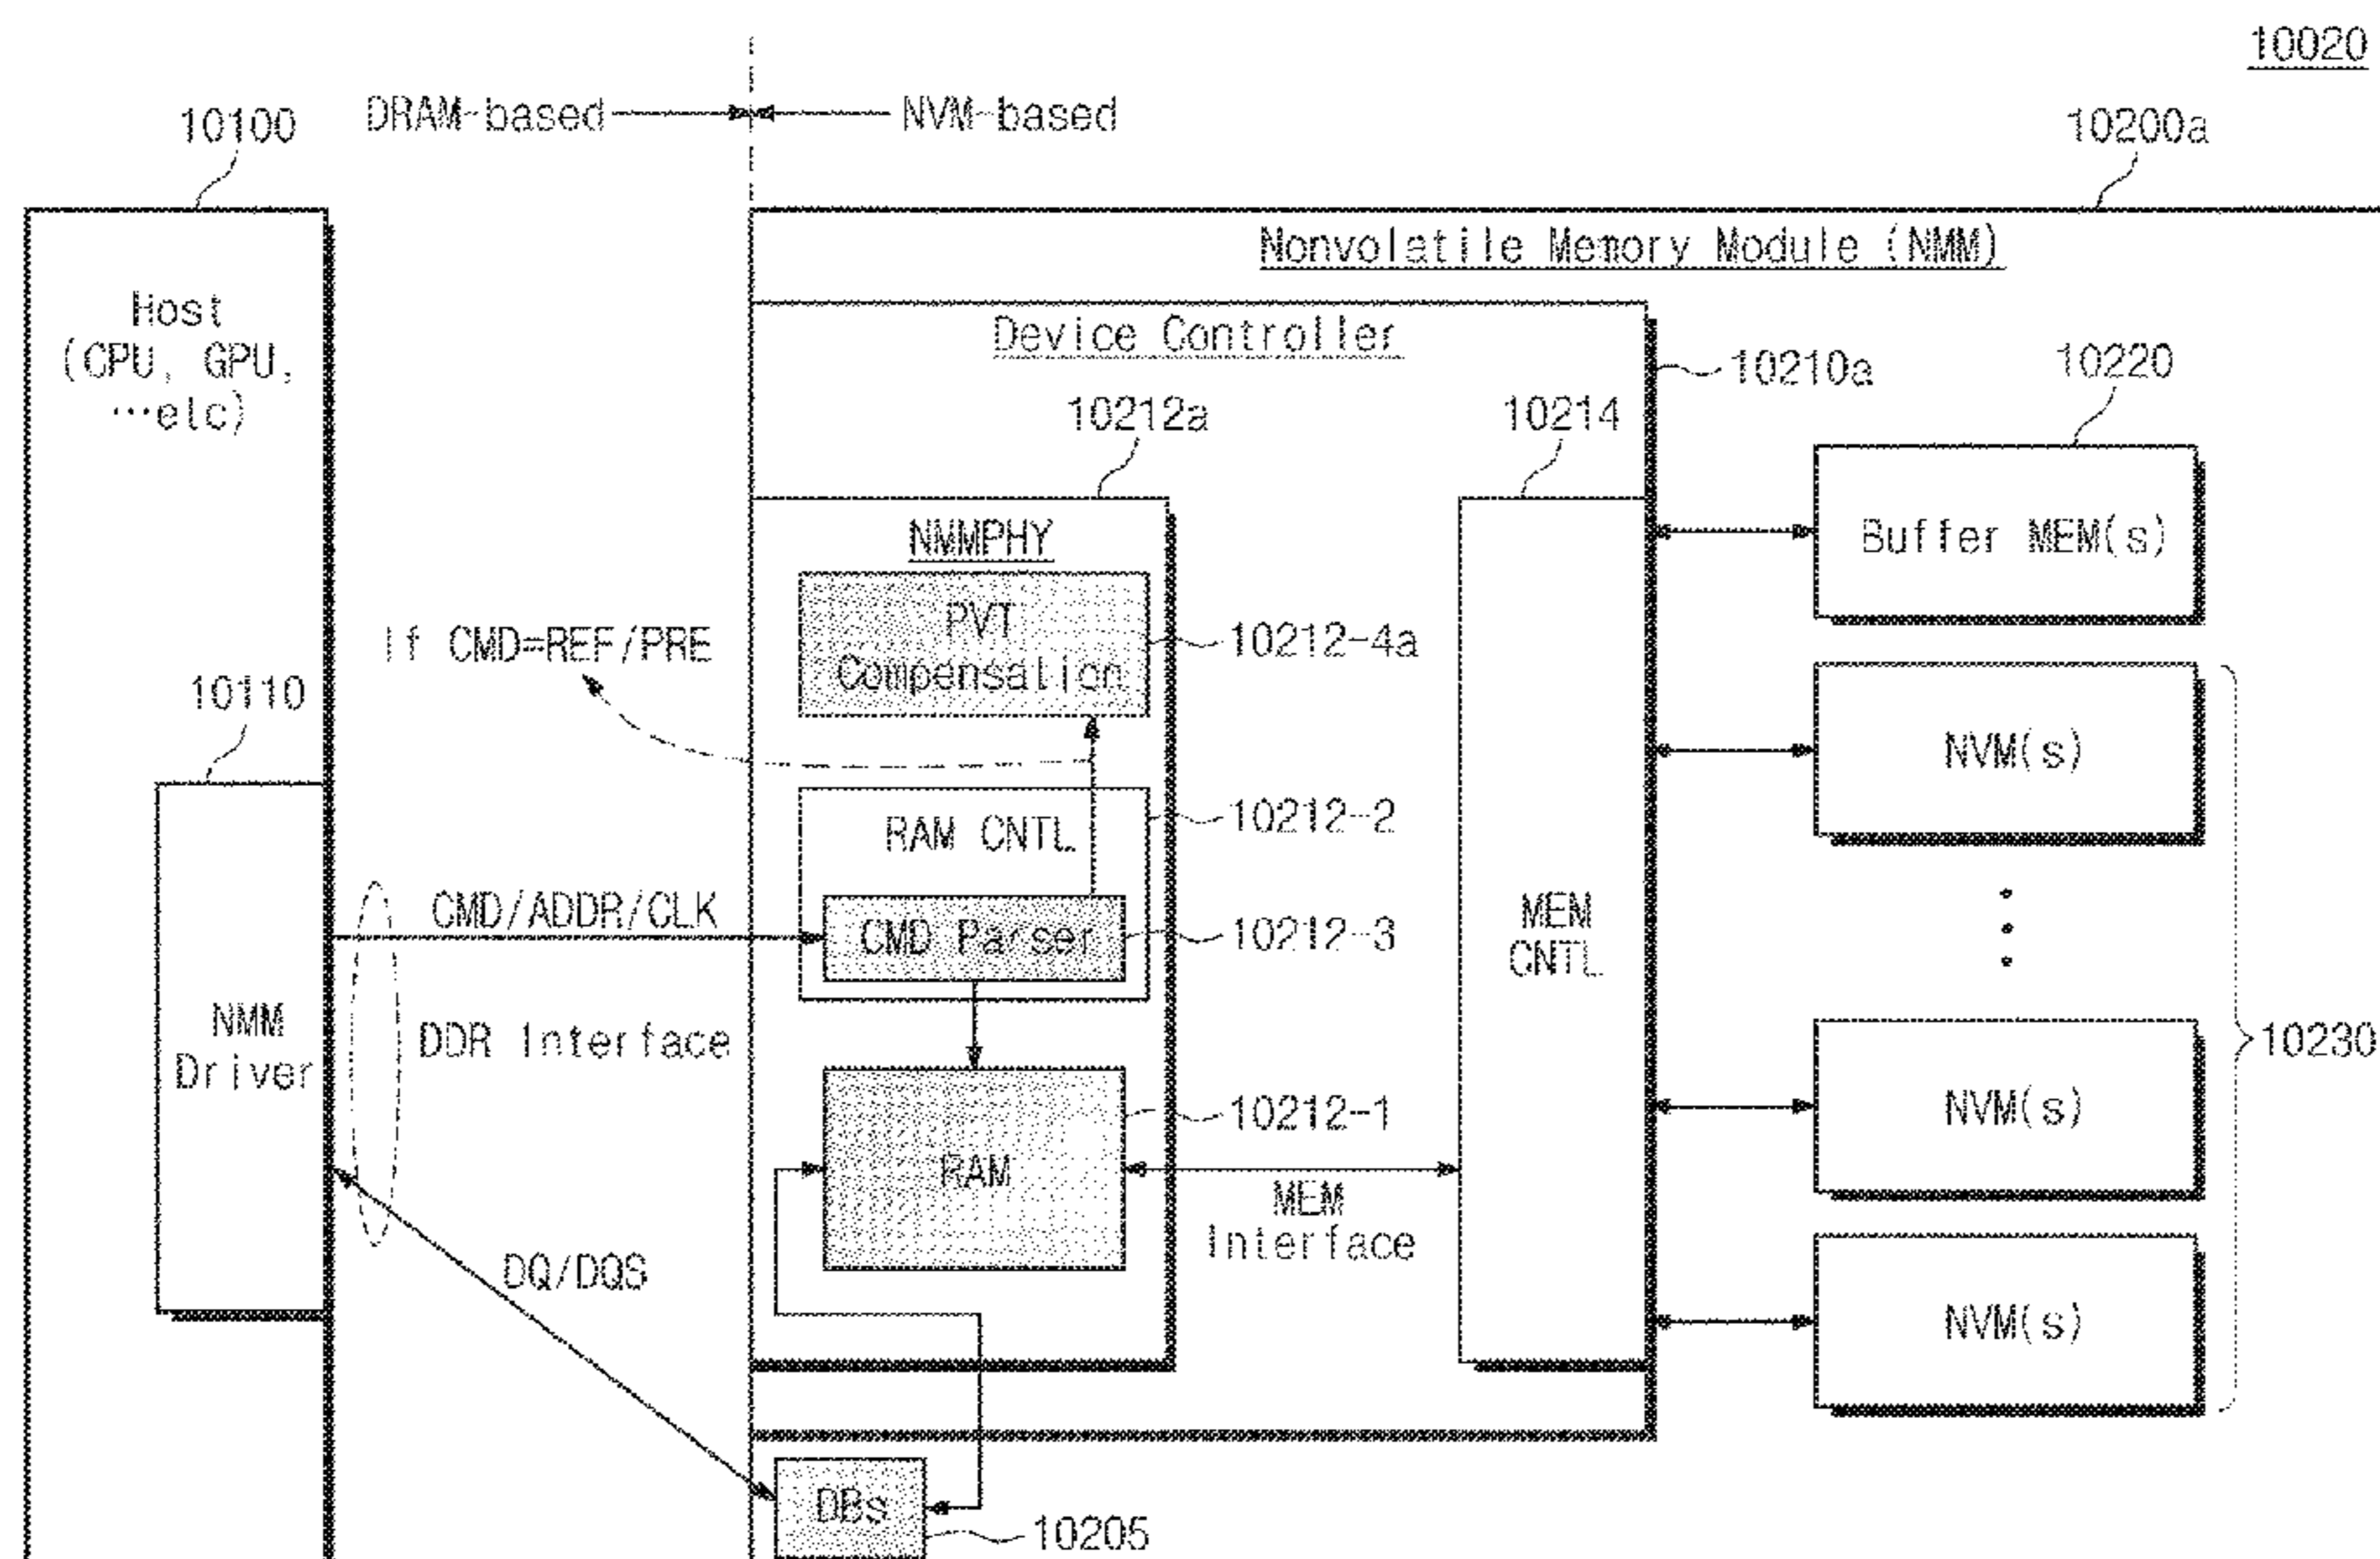 10020
DRAM-based
NVM-based
10100
10200a
Nonvolatile Memory Module (NMM)
Host
(CPU, GPU,
…etc)
Device Controller
10210a
10220
10212a
10214
NMMPHY
Buffer MEM(s)
PVT
Compensation
10212-4a
If CMD=REF/PRE
10110
NVM(s)
RAM CNTL
10212-2
CMD/ADDR/CLK
CMD Parser
10212-3
MEM
CNTL
NMM
Driver
DDR Interface
10230
10212-1
NVM(s)
RAM
MEM
Interface
DQ/DQS
NVM(s)
DBs
10205